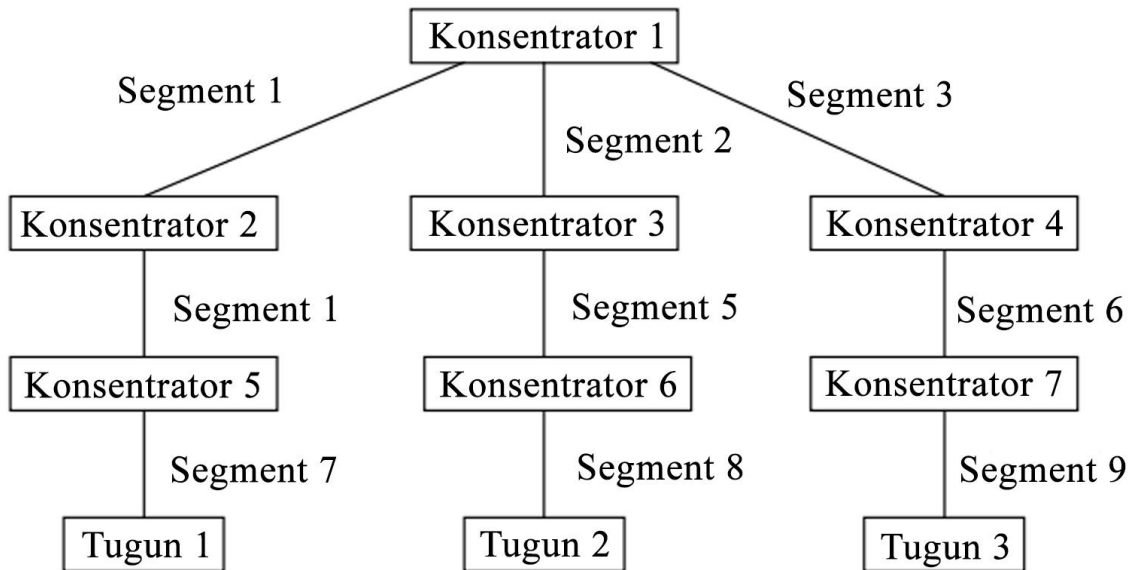 Konsentrator 1
Segment 1
Segment 2
Segment 3
Konsentrator 2
Konsentrator 3
Konsentrator 4
Segment 1
Segment 5
Segment 6
Konsentrator 5
Konsentrator 6
Konsentrator 7
Segment 7
Segment 8
Segment 9
Tugun 1
Tugun 2
Tugun 3